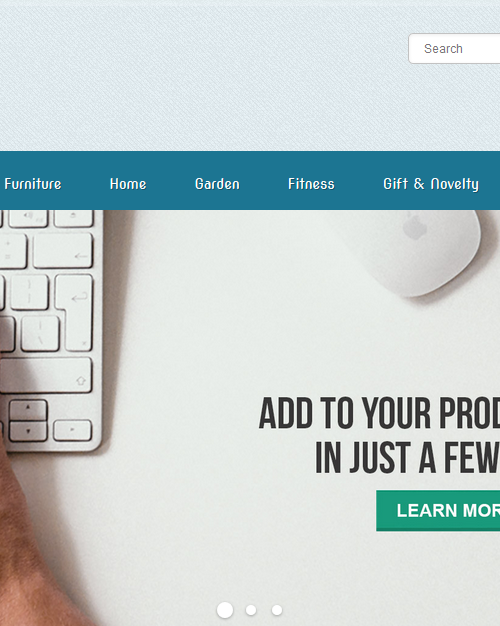 Search
Furniture Home Garden Fitness Gift & Novelty
ADD TO YOUR PROD
IN JUST A FEW
LEARN MOR